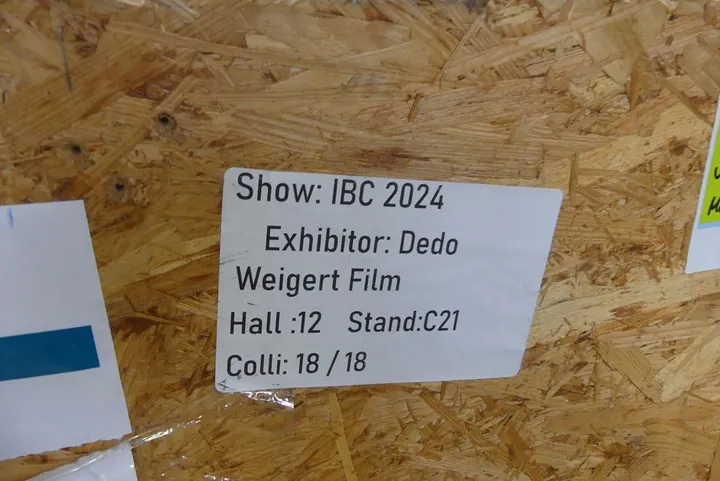 Show: IBC 2024
Exhibitor: Dedo
Weigert Film
Hall :12 Stand:C21
Colli: 18 / 18